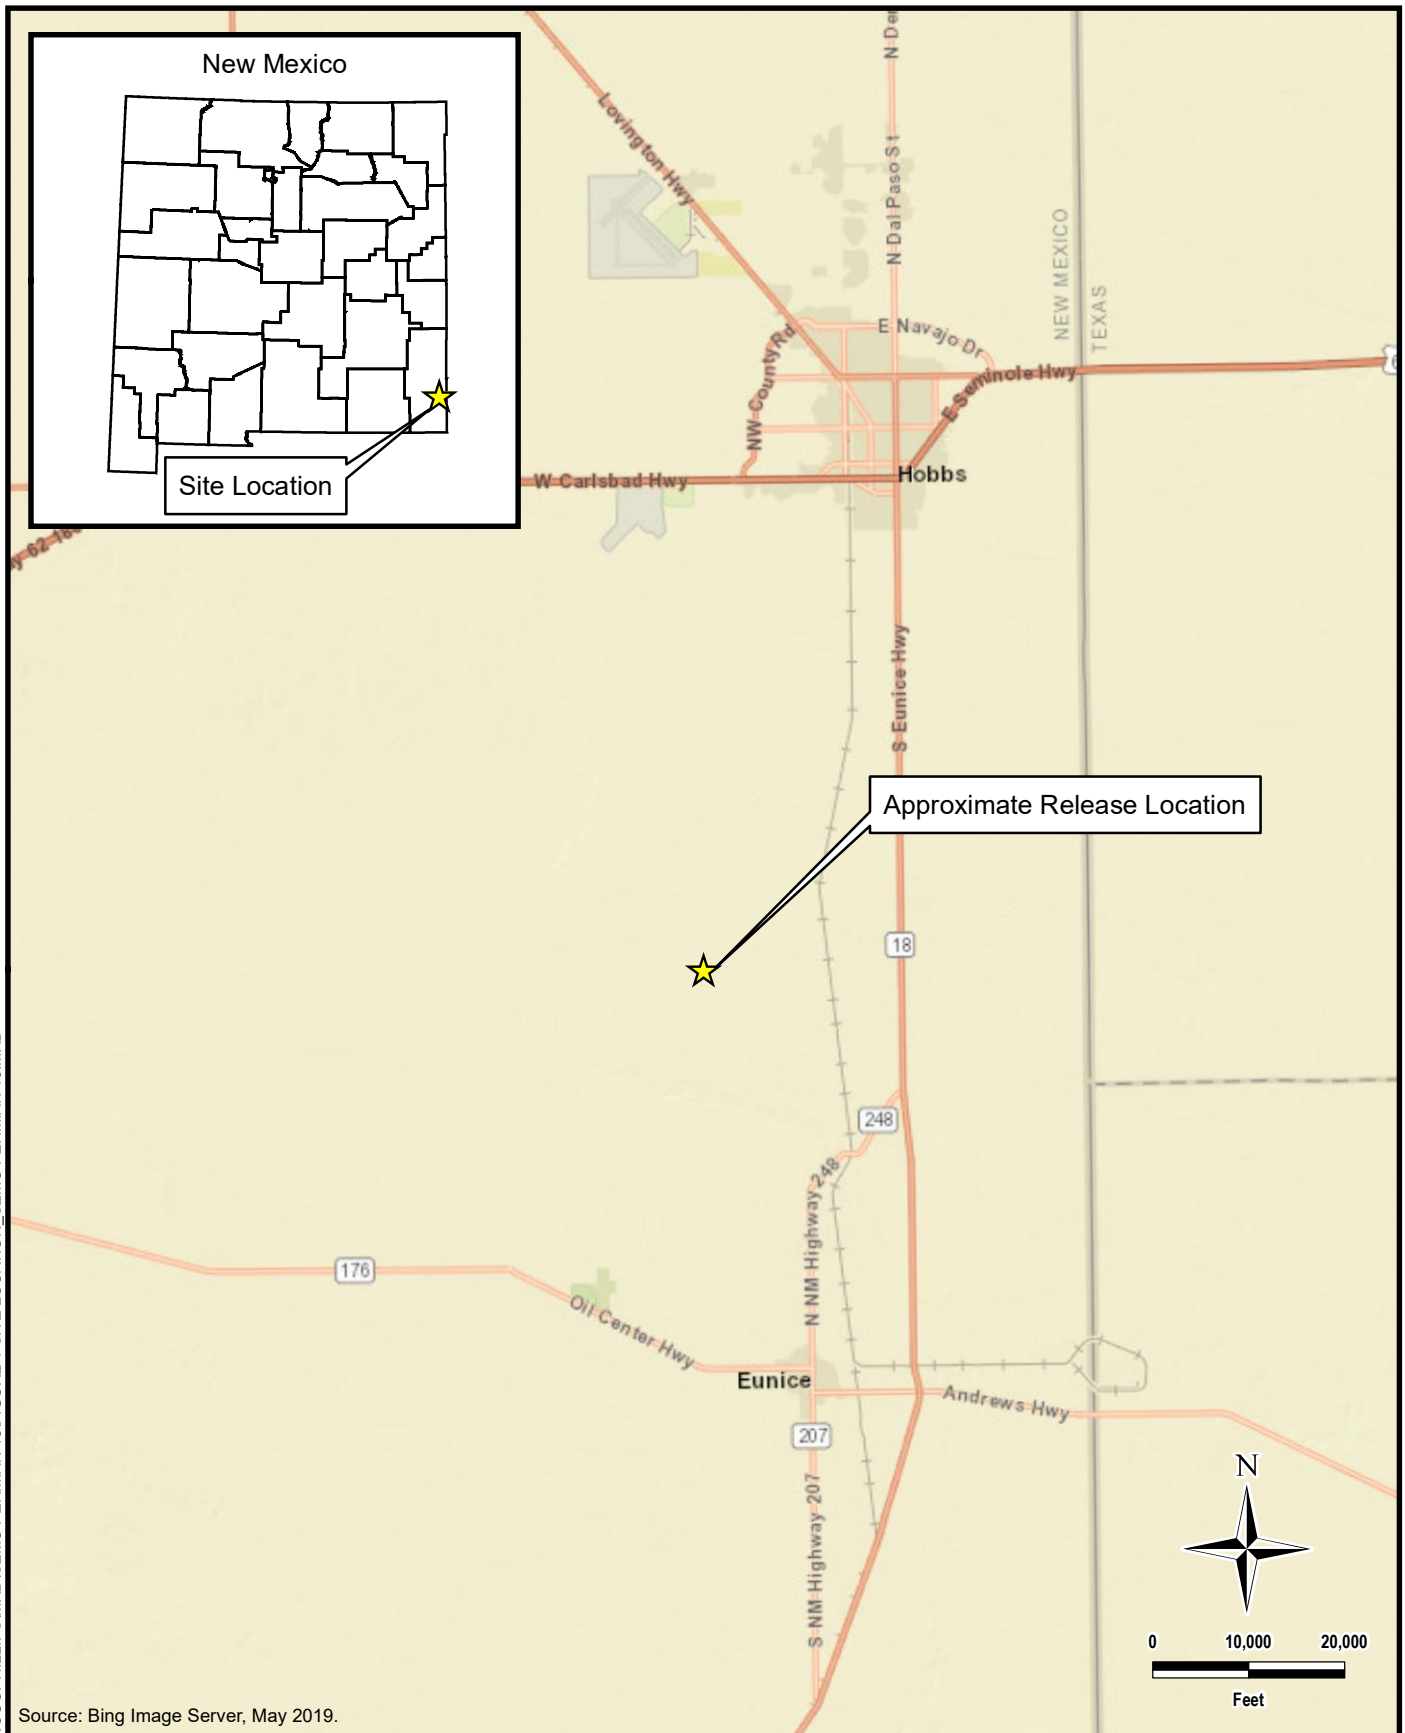 New Mexico
Site Location
N Dal Paso St
Lovington Hwy
NEW MEXICO
TEXAS
E Navajo Dr
NW County Rd
E Seminole Hwy
W Carlsbad Hwy
Hobbs
S Eunice Hwy
Approximate Release Location
18
248
N NM Highway 248
176
Oil Center Hwy
Eunice
Andrews Hwy
207
S NM Highway 207
N
0 10,000 20,000
Feet
Source: Bing Image Server, May 2019.